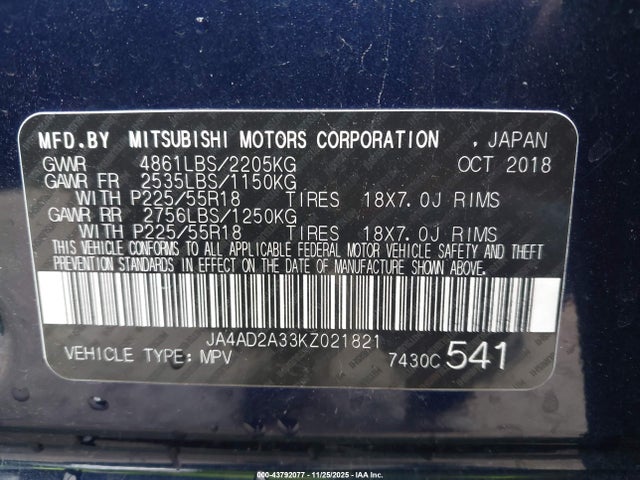 MFD.BY MITSUBISHI MOTORS CORPORATION , JAPAN
GVWR 4861LBS/2205KG OCT 2018
GAWR FR 2535LBS/1150KG
WITH P225/55R18 TIRES 18X7.0J RIMS
GAWR RR 2756LBS/1250KG
WITH P225/55R18 TIRES 18X7.0J RIMS
THIS VEHICLE CONFORMS TO ALL APPLICABLE FEDERAL MOTOR VEHICLE SAFETY AND THEFT
PREVENTION STANDARDS IN EFFECT ON THE DATE OF MANUFACTURE SHOWN ABOVE.
JA4AD2A33KZ021821
VEHICLE TYPE: MPV 7430C 541
000-43792077 - 11/25/2025 - IAA Inc.